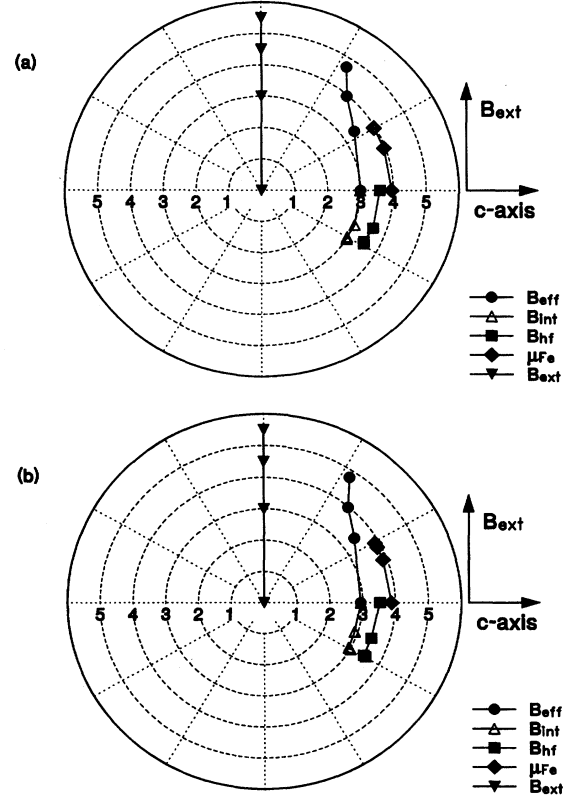 (a)
5 4 3 2 1 1 2 3 4 5
Bext
c-axis
Beff
Bint
Bhf
μFe
Bext
(b)
5 4 3 2 1 1 2 3 4 5
Bext
c-axis
Beff
Bint
Bhf
μFe
Bext